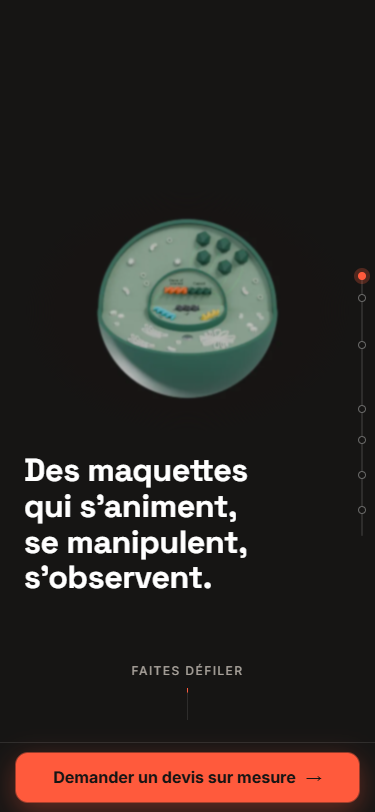 Des maquettes
qui s’animent,
se manipulent,
s’observent.
FAITES DÉFILER
Demander un devis sur mesure →